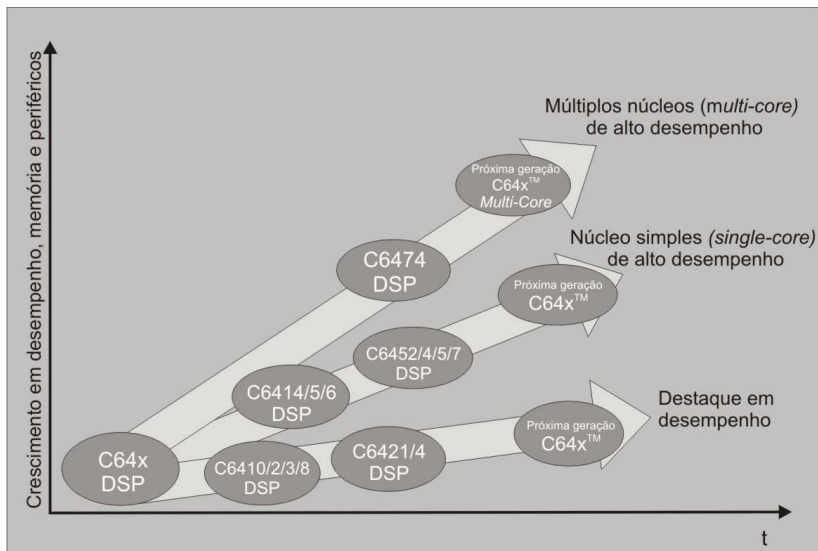 Crescimento em desempenho, memória e periféricos
Múltiplos núcleos (multi-core)
de alto desempenho
Próxima geração
C64x™
Multi-Core
Núcleo simples (single-core)
de alto desempenho
C6474
DSP
Próxima geração
C64x™
C6452/4/5/7
DSP
C6414/5/6
DSP
Destaque em
desempenho
Próxima geração
C64x™
C6421/4
DSP
C64x
DSP
C6410/2/3/8
DSP
t